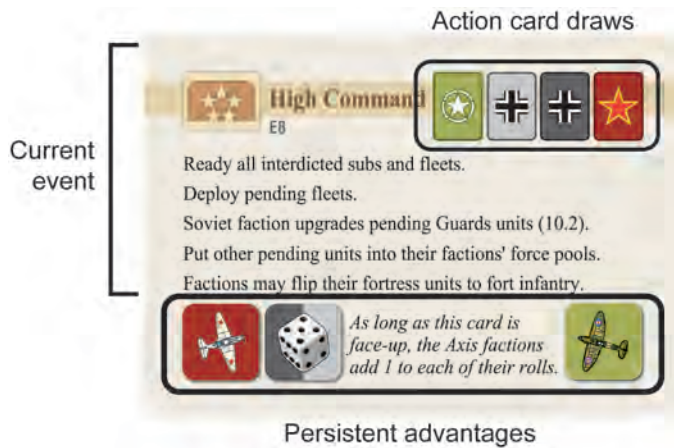 Action card draws
High Command
E8
Current
event
Ready all interdicted subs and fleets.
Deploy pending fleets.
Soviet faction upgrades pending Guards units (10.2).
Put other pending units into their factions' force pools.
Factions may flip their fortress units to fort infantry.
As long as this card is
face-up, the Axis factions
add 1 to each of their rolls.
Persistent advantages